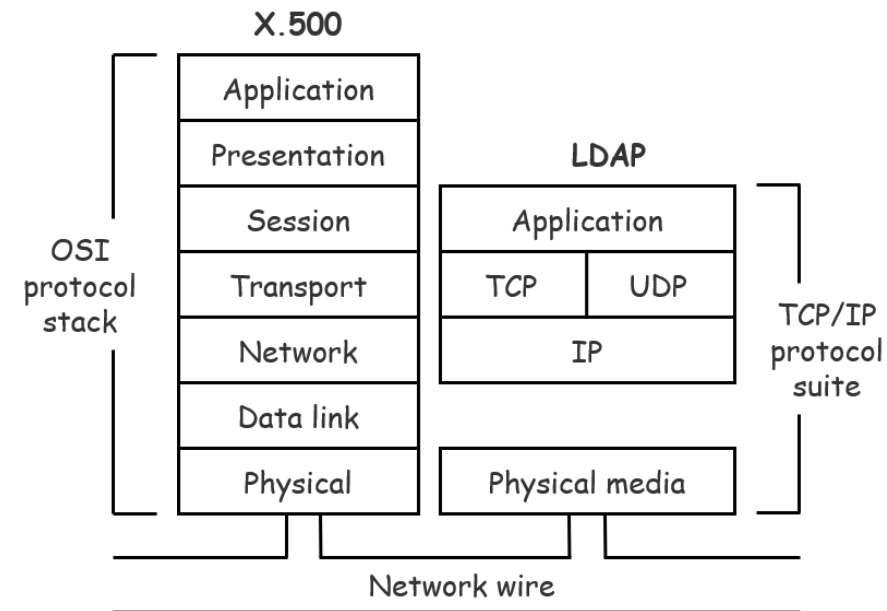 X.500
Application
Presentation
Session
Transport
Network
Data link
Physical
OSI
protocol
stack
LDAP
Application
TCP
UDP
IP
Physical media
TCP/IP
protocol
suite
Network wire